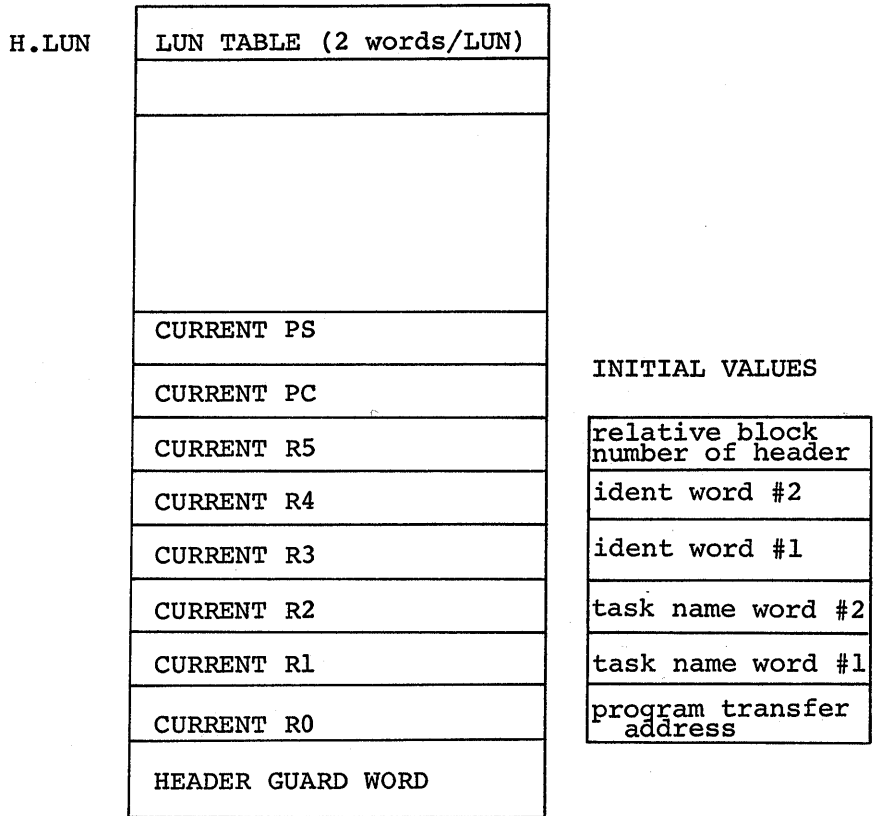 H.LUN LUN TABLE (2 words/LUN)
CURRENT PS
CURRENT PC
CURRENT R5
CURRENT R4
CURRENT R3
CURRENT R2
CURRENT R1
CURRENT R0
HEADER GUARD WORD
INITIAL VALUES
relative block
number of header
ident word #2
ident word #1
task name word #2
task name word #1
program transfer
address